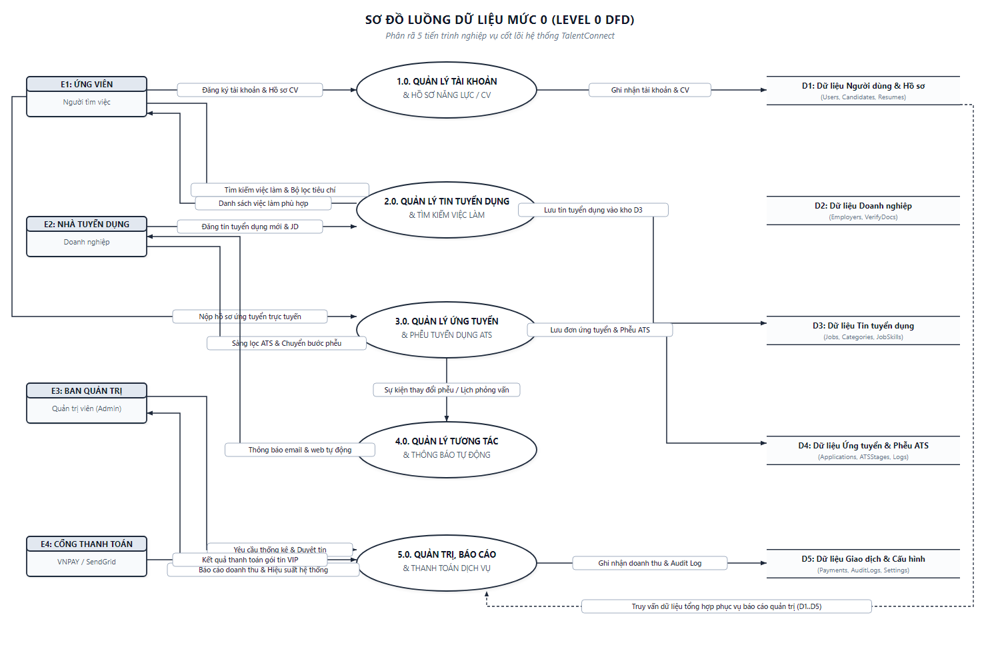 SƠ ĐỒ LUỒNG DỮ LIỆU MỨC 0 (LEVEL 0 DFD)
Phân rã 5 tiến trình nghiệp vụ cốt lõi hệ thống TalentConnect
E1: ỨNG VIÊN
Người tìm việc
Đăng ký tài khoản & Hồ sơ CV
1.0. QUẢN LÝ TÀI KHOẢN
& HỒ SƠ NĂNG LỰC / CV
Ghi nhận tài khoản & CV
D1: Dữ liệu Người dùng & Hồ sơ
(Users, Candidates, Resumes)
Tìm kiếm việc làm & Bộ lọc tiêu chí
Danh sách việc làm phù hợp
2.0. QUẢN LÝ TIN TUYỂN DỤNG
& TÌM KIẾM VIỆC LÀM
Lưu tin tuyển dụng vào kho D3
D2: Dữ liệu Doanh nghiệp
(Employers, VerifyDocs)
E2: NHÀ TUYỂN DỤNG
Doanh nghiệp
Đăng tin tuyển dụng mới & JD
Nộp hồ sơ ứng tuyển trực tuyến
Sàng lọc ATS & Chuyển bước phễu
3.0. QUẢN LÝ ỨNG TUYỂN
& PHỄU TUYỂN DỤNG ATS
Lưu đơn ứng tuyển & Phễu ATS
D3: Dữ liệu Tin tuyển dụng
(Jobs, Categories, JobSkills)
E3: BAN QUẢN TRỊ
Quản trị viên (Admin)
Sự kiện thay đổi phễu / Lịch phỏng vấn
Thông báo email & web tự động
4.0. QUẢN LÝ TƯƠNG TÁC
& THÔNG BÁO TỰ ĐỘNG
D4: Dữ liệu Ứng tuyển & Phễu ATS
(Applications, ATSStages, Logs)
E4: CỔNG THANH TOÁN
VNPAY / SendGrid
Yêu cầu thống kê & Duyệt tin
Kết quả thanh toán gói tin VIP
Báo cáo doanh thu & Hiệu suất hệ thống
5.0. QUẢN TRỊ, BÁO CÁO
& THANH TOÁN DỊCH VỤ
Ghi nhận doanh thu & Audit Log
D5: Dữ liệu Giao dịch & Cấu hình
(Payments, AuditLogs, Settings)
Truy vấn dữ liệu tổng hợp phục vụ báo cáo quản trị (D1..D5)